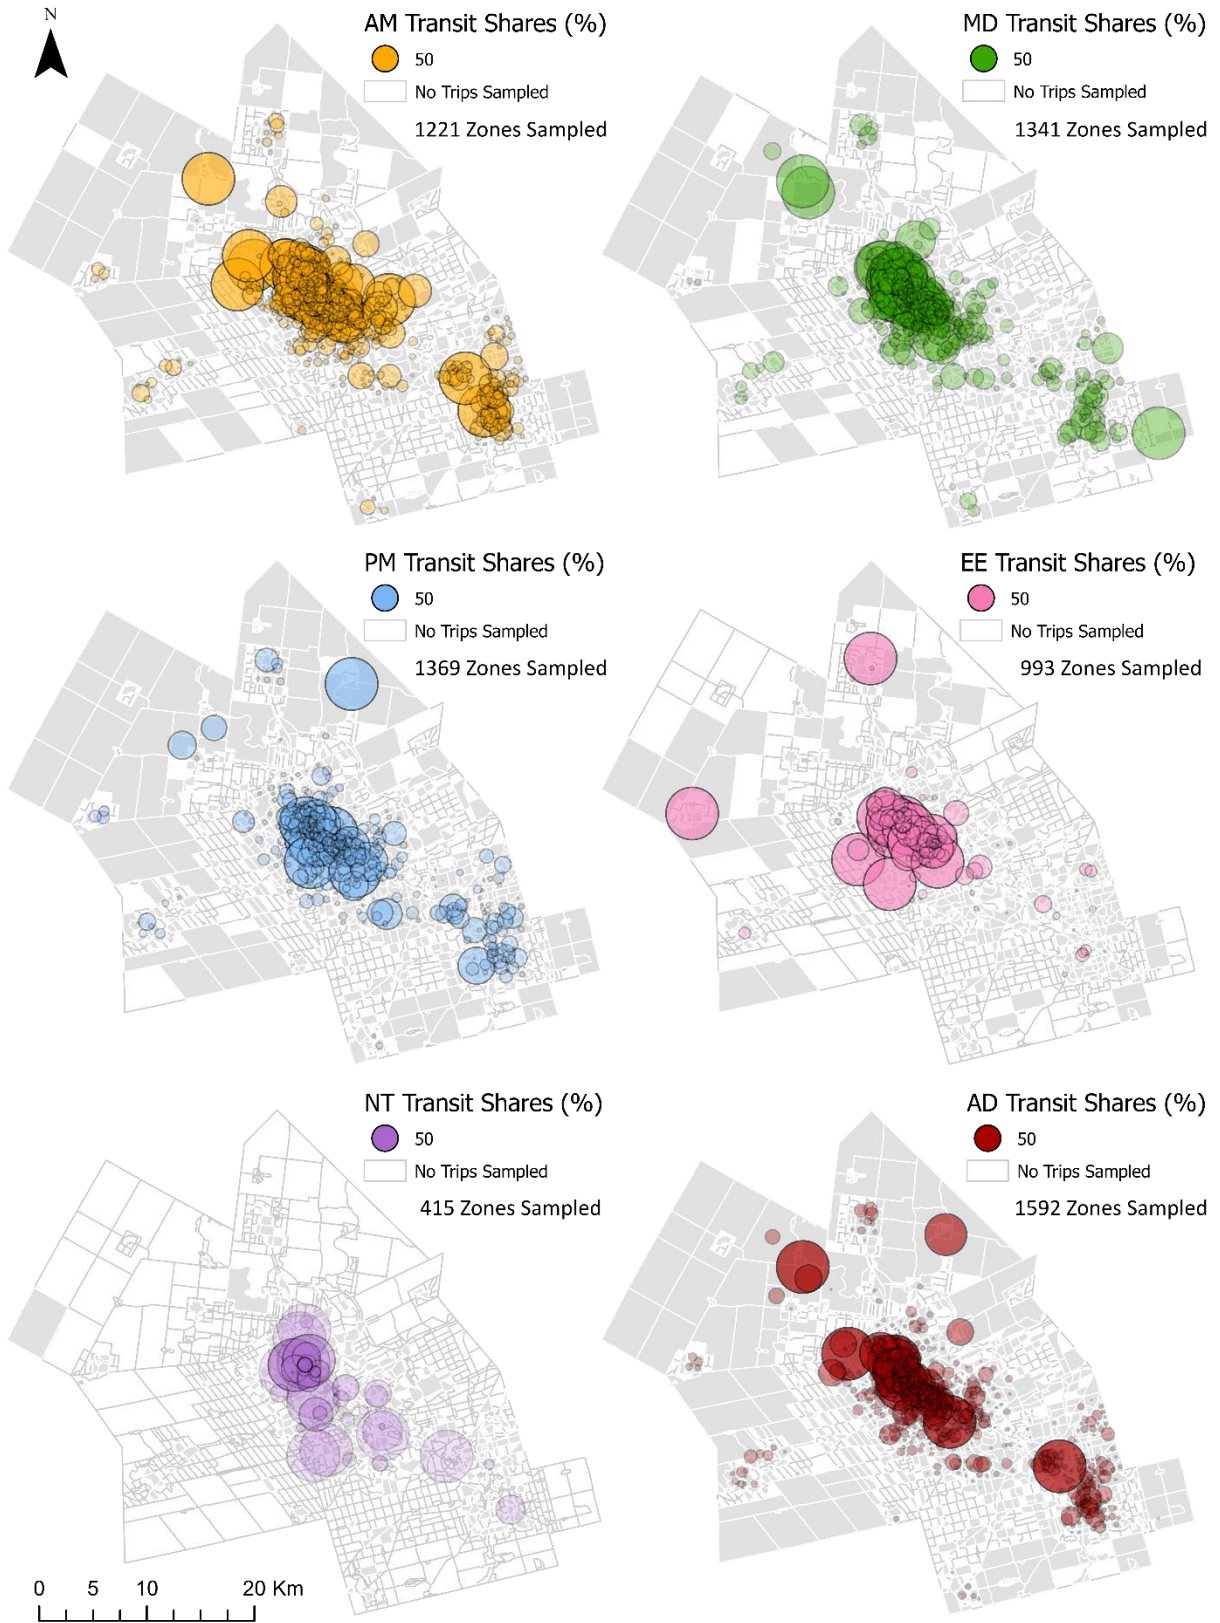 N
AM Transit Shares (%)
50
No Trips Sampled
1221 Zones Sampled
MD Transit Shares (%)
50
No Trips Sampled
1341 Zones Sampled
PM Transit Shares (%)
50
No Trips Sampled
1369 Zones Sampled
EE Transit Shares (%)
50
No Trips Sampled
993 Zones Sampled
NT Transit Shares (%)
50
No Trips Sampled
415 Zones Sampled
AD Transit Shares (%)
50
No Trips Sampled
1592 Zones Sampled
0 5 10 20 Km